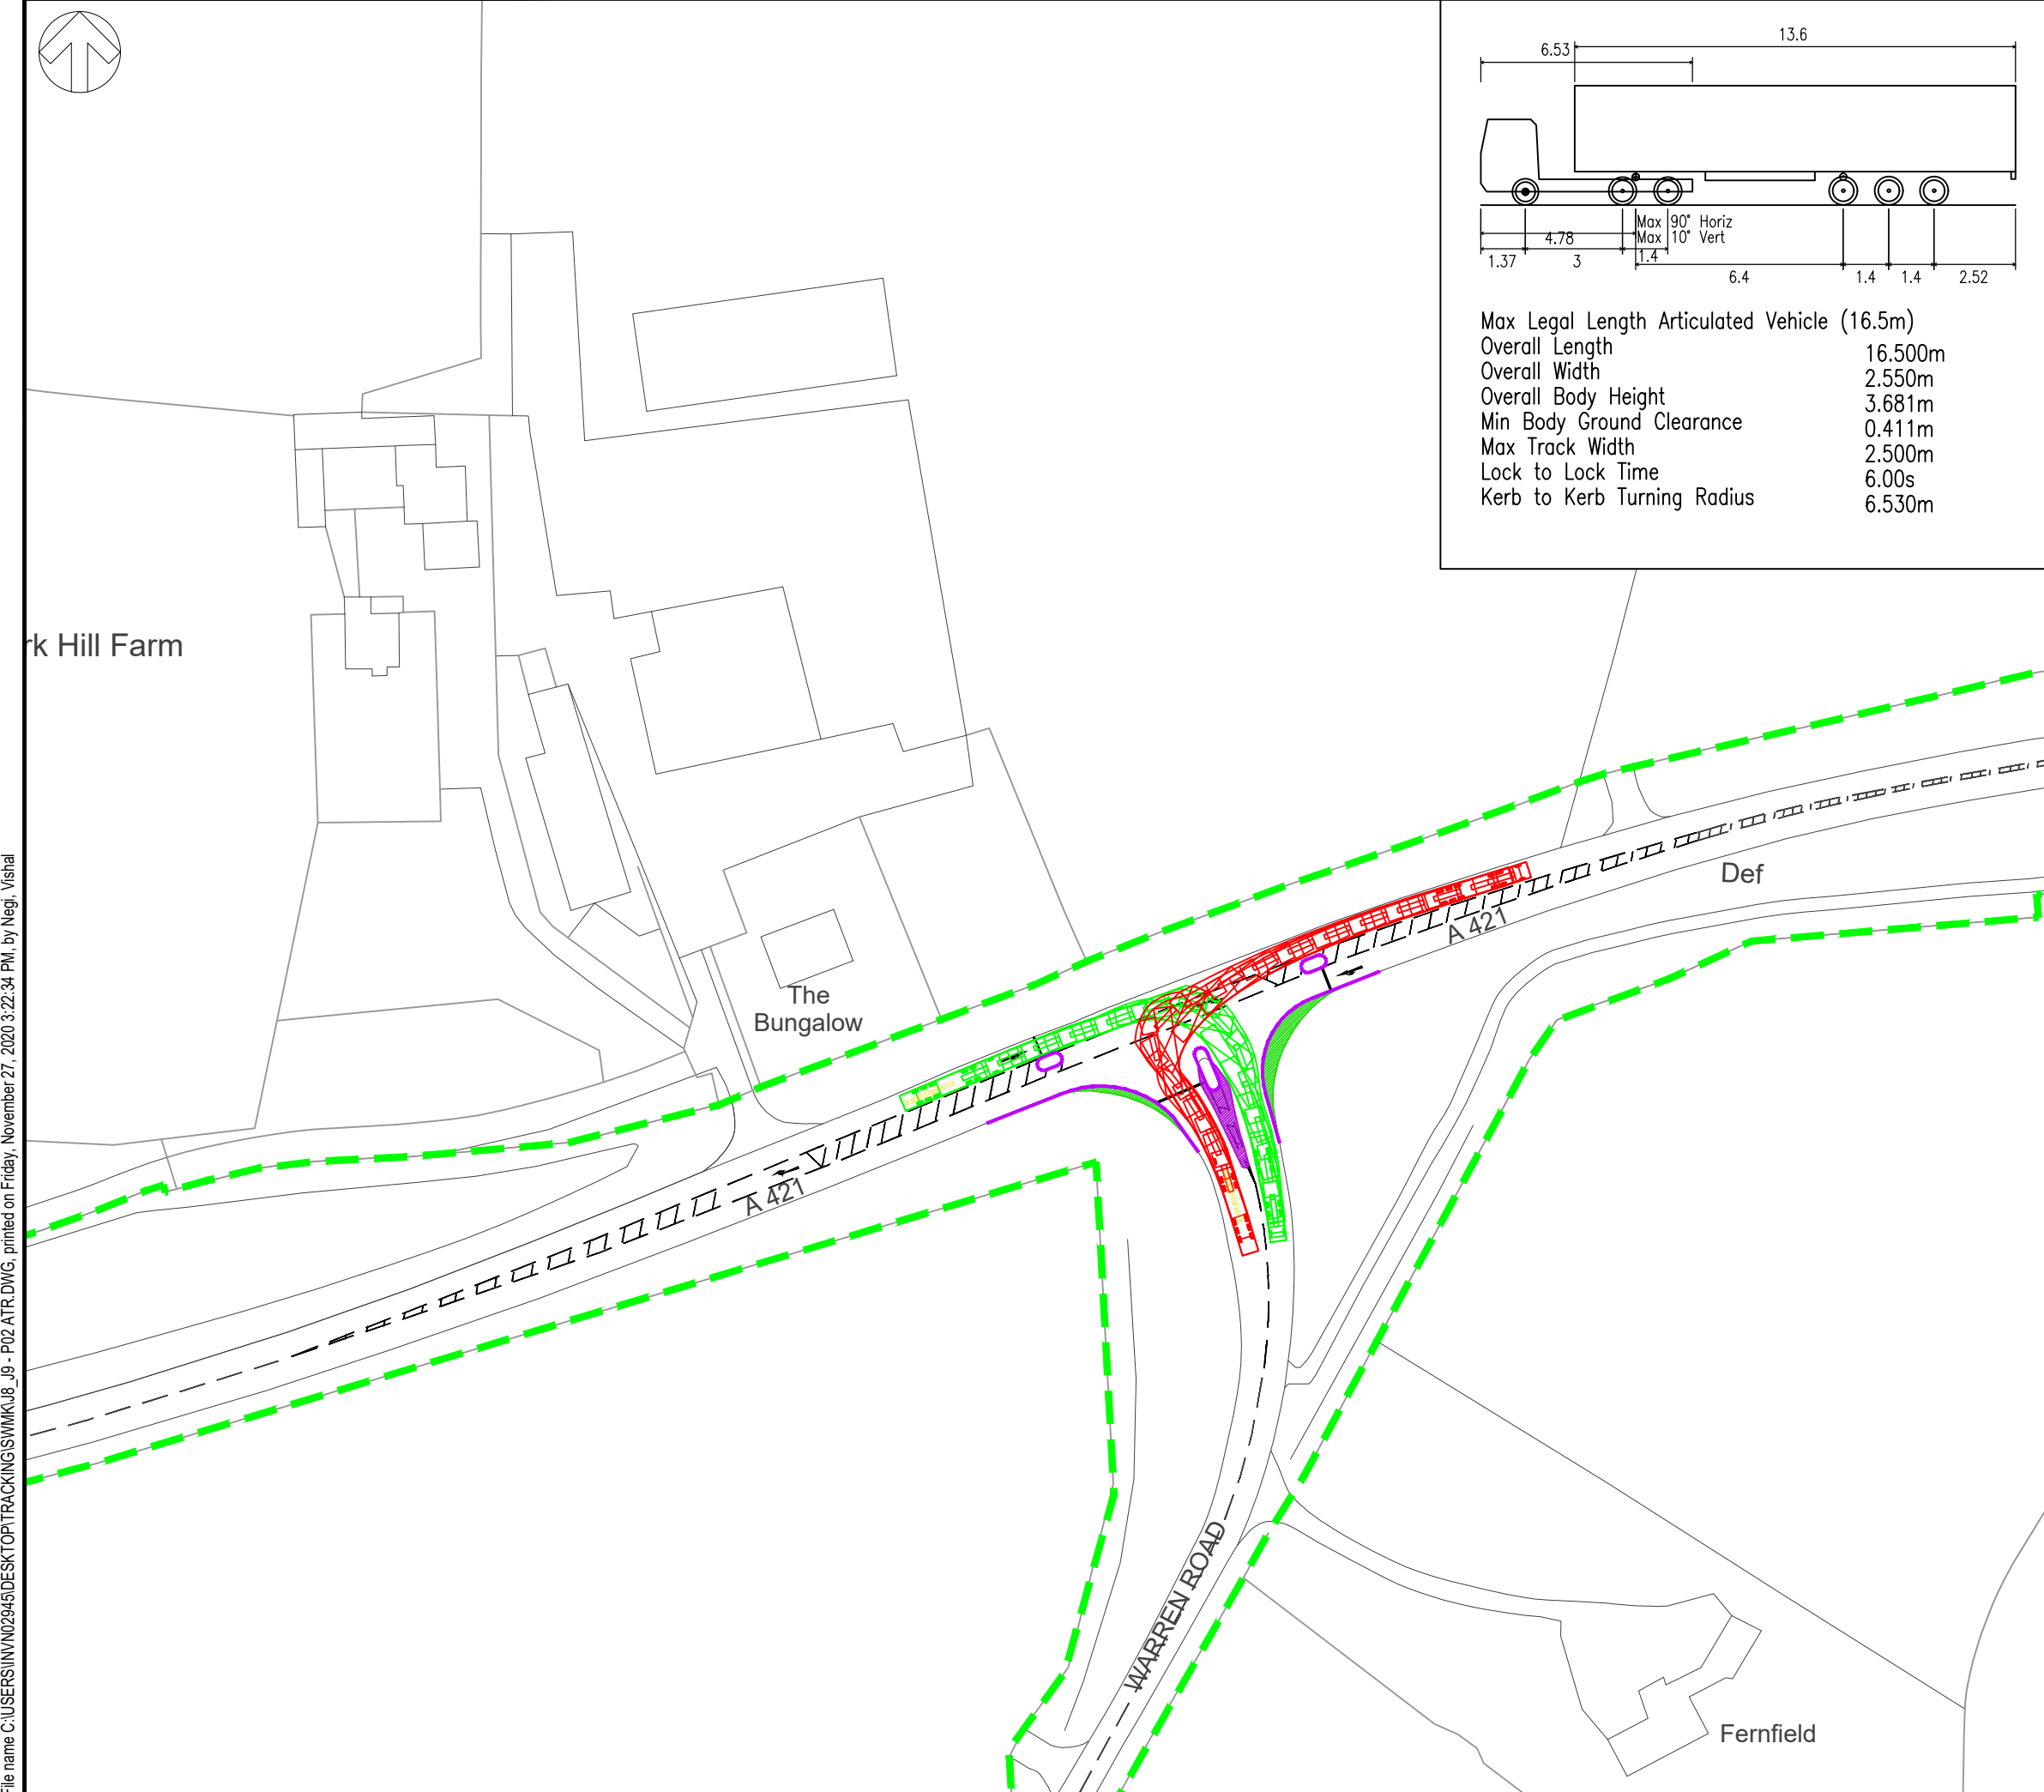 13.6
6.53
Max 90° Horiz
Max 10° Vert
4.78
1.37
3
1.4
6.4
1.4
1.4
2.52
Max Legal Length Articulated Vehicle (16.5m)
Overall Length 16.500m
Overall Width 2.550m
Overall Body Height 3.681m
Min Body Ground Clearance 0.411m
Max Track Width 2.500m
Lock to Lock Time 6.00s
Kerb to Kerb Turning Radius 6.530m
rk Hill Farm
Def
A 421
The
Bungalow
A 421
WARREN ROAD
Fernfield
File name C:\USERS\INVN02945\DESKTOP\TRACKING\SWMK\J8_J9 - P02 ATR.DWG, printed on Friday, November 27, 2020 3:22:34 PM, by Negi, Vishal